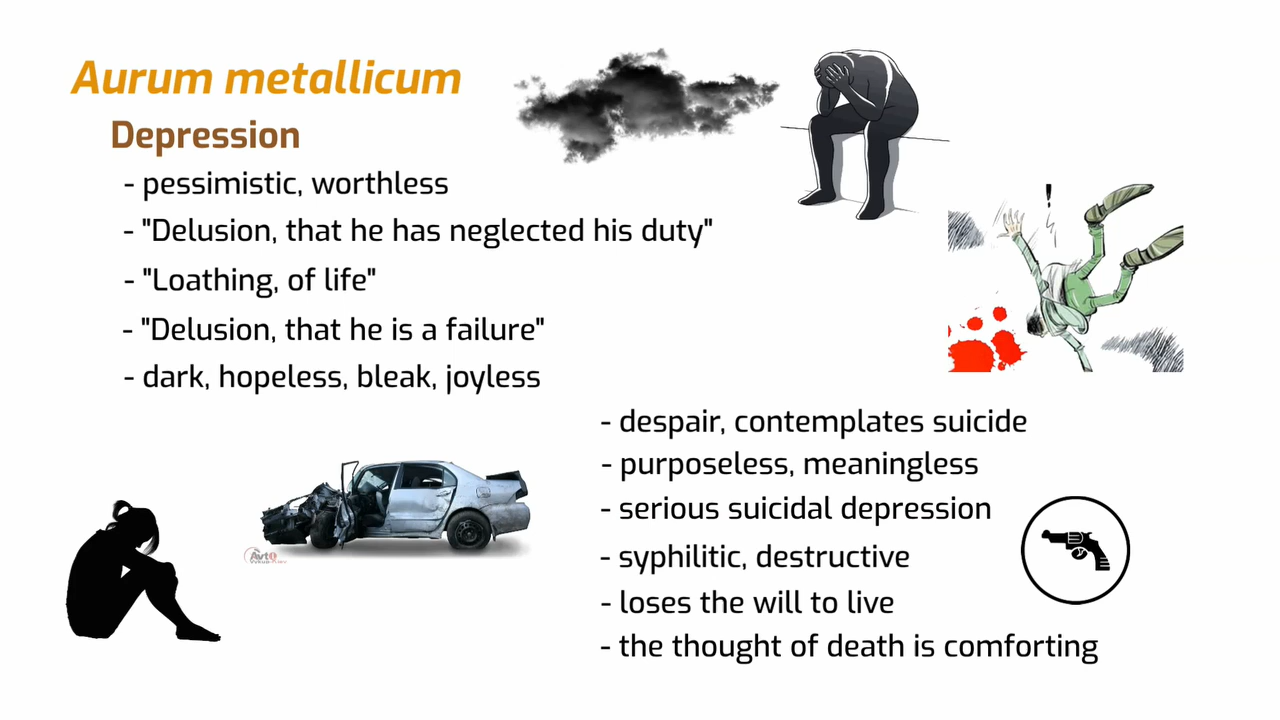 Aurum metallicum
Depression
- pessimistic, worthless
- "Delusion, that he has neglected his duty"
- "Loathing, of life"
- "Delusion, that he is a failure"
- dark, hopeless, bleak, joyless
- despair, contemplates suicide
- purposeless, meaningless
- serious suicidal depression
- syphilitic, destructive
- loses the will to live
- the thought of death is comforting